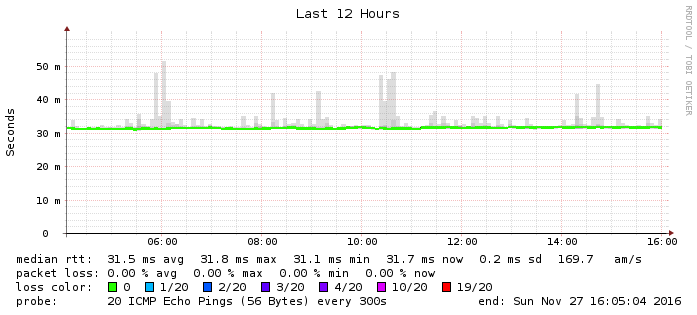 Last 12 Hours
RRDTOOL / TOBI OETIKER
Seconds
50 m
40 m
30 m
20 m
10 m
0
06:00 08:00 10:00 12:00 14:00 16:00
median rtt: 31.5 ms avg 31.8 ms max 31.1 ms min 31.7 ms now 0.2 ms sd 169.7 am/s
packet loss: 0.00 % avg 0.00 % max 0.00 % min 0.00 % now
loss color: 0 1/20 2/20 3/20 4/20 10/20 19/20
probe: 20 ICMP Echo Pings (56 Bytes) every 300s end: Sun Nov 27 16:05:04 2016